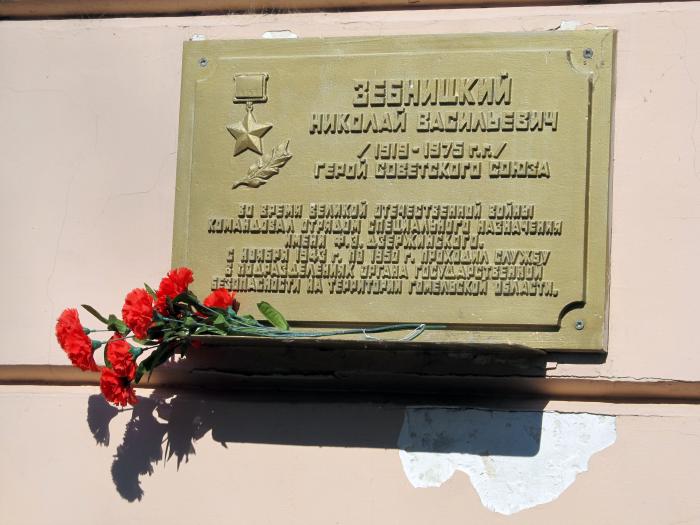 ЗЕБНИЦКИЙ
НИКОЛАЙ ВАСИЛЬЕВИЧ
/1919-1975 г.г./
ГЕРОЙ СОВЕТСКОГО СОЮЗА
ВО ВРЕМЯ ВЕЛИКОЙ ОТЕЧЕСТВЕННОЙ ВОЙНЫ
КОМАНДОВАЛ ОТРЯДОМ СПЕЦИАЛЬНОГО НАЗНАЧЕНИЯ
ИМЕНИ Ф.Э. ДЗЕРЖИНСКОГО.
С НОЯБРЯ 1943 Г. ПО 1950 Г. ПРОХОДИЛ СЛУЖБУ
В ПОДРАЗДЕЛЕНИЯХ ОРГАНА ГОСУДАРСТВЕННОЙ
БЕЗОПАСНОСТИ НА ТЕРРИТОРИИ ГОМЕЛЬСКОЙ ОБЛАСТИ.